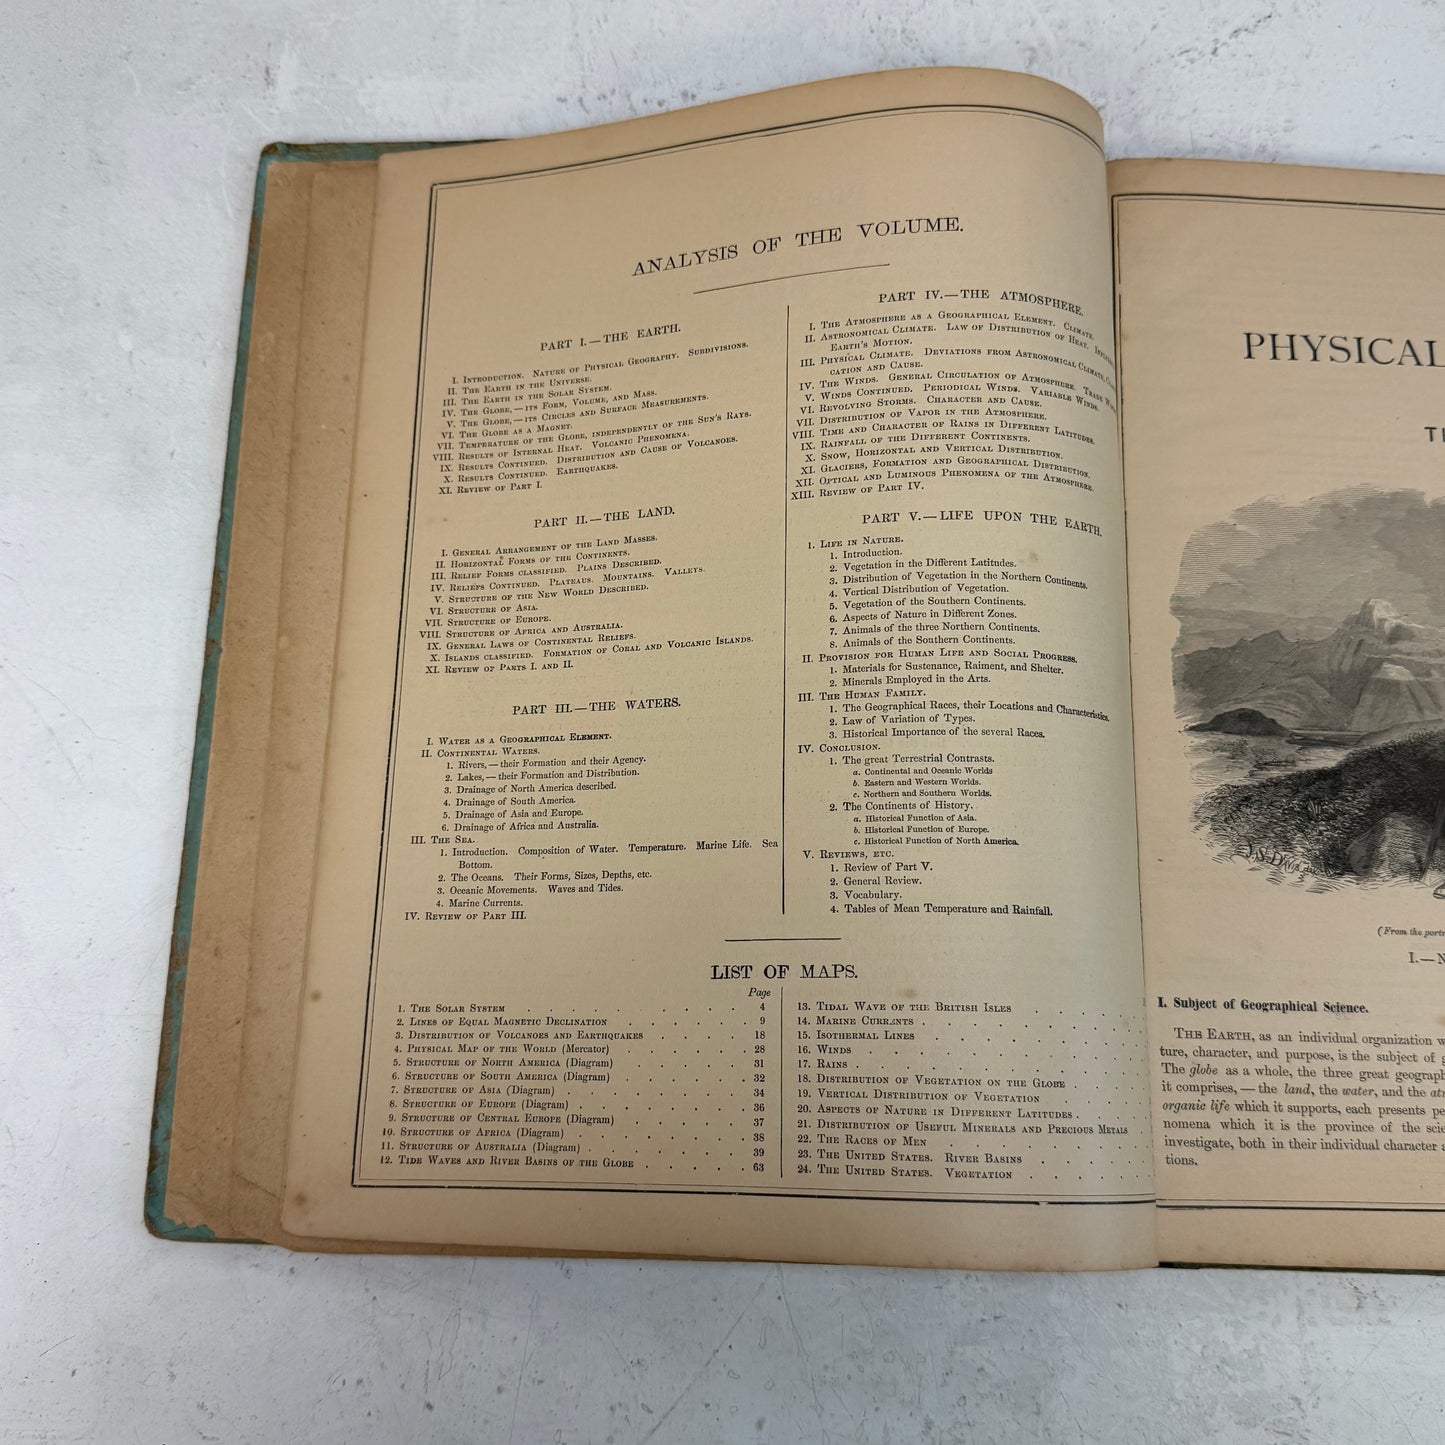 ANALYSIS OF THE VOLUME.
PART I.—THE EARTH.
I. Introduction. Nature of Physical Geography. Subdivisions.
II. The Earth in the Universe.
III. The Earth in the Solar System.
IV. The Globe,—its Form, Volume, and Mass.
V. The Globe,—its Circles and Surface Measurements.
VI. The Globe as a Magnet.
VII. Temperature of the Globe, independently of the Sun's Rays.
VIII. Results of Internal Heat. Volcanic Phenomena.
IX. Results Continued. Distribution and Cause of Volcanoes.
X. Results Continued. Earthquakes.
XI. Review of Part I.
PART II.—THE LAND.
I. General Arrangement of the Land Masses.
II. Horizontal Forms of the Continents.
III. Relief Forms classified. Plains Described.
IV. Reliefs Continued. Plateaus. Mountains. Valleys.
V. Structure of the New World Described.
VI. Structure of Asia.
VII. Structure of Europe.
VIII. Structure of Africa and Australia.
IX. General Laws of Continental Reliefs.
X. Islands classified. Formation of Coral and Volcanic Islands.
XI. Review of Parts I. and II.
PART III.—THE WATERS.
I. Water as a Geographical Element.
II. Continental Waters.
1. Rivers,—their Formation and their Agency.
2. Lakes,—their Formation and Distribution.
3. Drainage of North America described.
4. Drainage of South America.
5. Drainage of Asia and Europe.
6. Drainage of Africa and Australia.
III. The Sea.
1. Introduction. Composition of Water. Temperature. Marine Life. Sea
Bottom.
2. The Oceans. Their Forms, Sizes, Depths, etc.
3. Oceanic Movements. Waves and Tides.
4. Marine Currents.
IV. Review of Part III.
PART IV.—THE ATMOSPHERE.
I. The Atmosphere as a Geographical Element. Climate.
II. Astronomical Climate. Law of Distribution of Heat.
Earth's Motion.
III. Physical Climate. Deviations from Astronomical Climate,
cation and Cause.
IV. The Winds. General Circulation of Atmosphere. Trade
V. Winds Continued. Periodical Winds. Variable Winds.
VI. Revolving Storms. Character and Cause.
VII. Distribution of Vapor in the Atmosphere.
VIII. Time and Character of Rains in Different Latitudes.
IX. Rainfall of the Different Continents.
X. Snow, Horizontal and Vertical Distribution.
XI. Glaciers, Formation and Geographical Distribution.
XII. Optical and Luminous Phenomena of the Atmosphere.
XIII. Review of Part IV.
PART V.—LIFE UPON THE EARTH.
I. Life in Nature.
1. Introduction.
2. Vegetation in the Different Latitudes.
3. Distribution of Vegetation in the Northern Continents.
4. Vertical Distribution of Vegetation.
5. Vegetation of the Southern Continents.
6. Aspects of Nature in Different Zones.
7. Animals of the three Northern Continents.
8. Animals of the Southern Continents.
II. Provision for Human Life and Social Progress.
1. Materials for Sustenance, Raiment, and Shelter.
2. Minerals Employed in the Arts.
III. The Human Family.
1. The Geographical Races, their Locations and Characteristics.
2. Law of Variation of Types.
3. Historical Importance of the several Races.
IV. Conclusion.
1. The great Terrestrial Contrasts.
a. Continental and Oceanic Worlds
b. Eastern and Western Worlds.
c. Northern and Southern Worlds.
2. The Continents of History.
a. Historical Function of Asia.
b. Historical Function of Europe.
c. Historical Function of North America.
V. Reviews, etc.
1. Review of Part V.
2. General Review.
3. Vocabulary.
4. Tables of Mean Temperature and Rainfall.
LIST OF MAPS.
Page
1. The Solar System . . . . . . . . . 4
2. Lines of Equal Magnetic Declination . . . . . . 9
3. Distribution of Volcanoes and Earthquakes . . . . 18
4. Physical Map of the World (Mercator) . . . . . . 28
5. Structure of North America (Diagram) . . . . . . 31
6. Structure of South America (Diagram) . . . . . . 32
7. Structure of Asia (Diagram) . . . . . . . . 34
8. Structure of Europe (Diagram) . . . . . . . 36
9. Structure of Central Europe (Diagram) . . . . . 37
10. Structure of Africa (Diagram) . . . . . . . 38
11. Structure of Australia (Diagram) . . . . . . . 39
12. Tide Waves and River Basins of the Globe . . . . . 63
13. Tidal Wave of the British Isles
14. Marine Currents
15. Isothermal Lines
16. Winds
17. Rains
18. Distribution of Vegetation on the Globe
19. Vertical Distribution of Vegetation
20. Aspects of Nature in Different Latitudes
21. Distribution of Useful Minerals and Precious Metals
22. The Races of Men
23. The United States. River Basins
24. The United States. Vegetation
PHYSICAL
(From the
I.—
I. Subject of Geographical Science.
The Earth, as an individual organization
ture, character, and purpose, is the subject of
The globe as a whole, the three great
it comprises,—the land, the water, and the
organic life which it supports, each presents
nomena which it is the province of the
investigate, both in their individual character
tions.